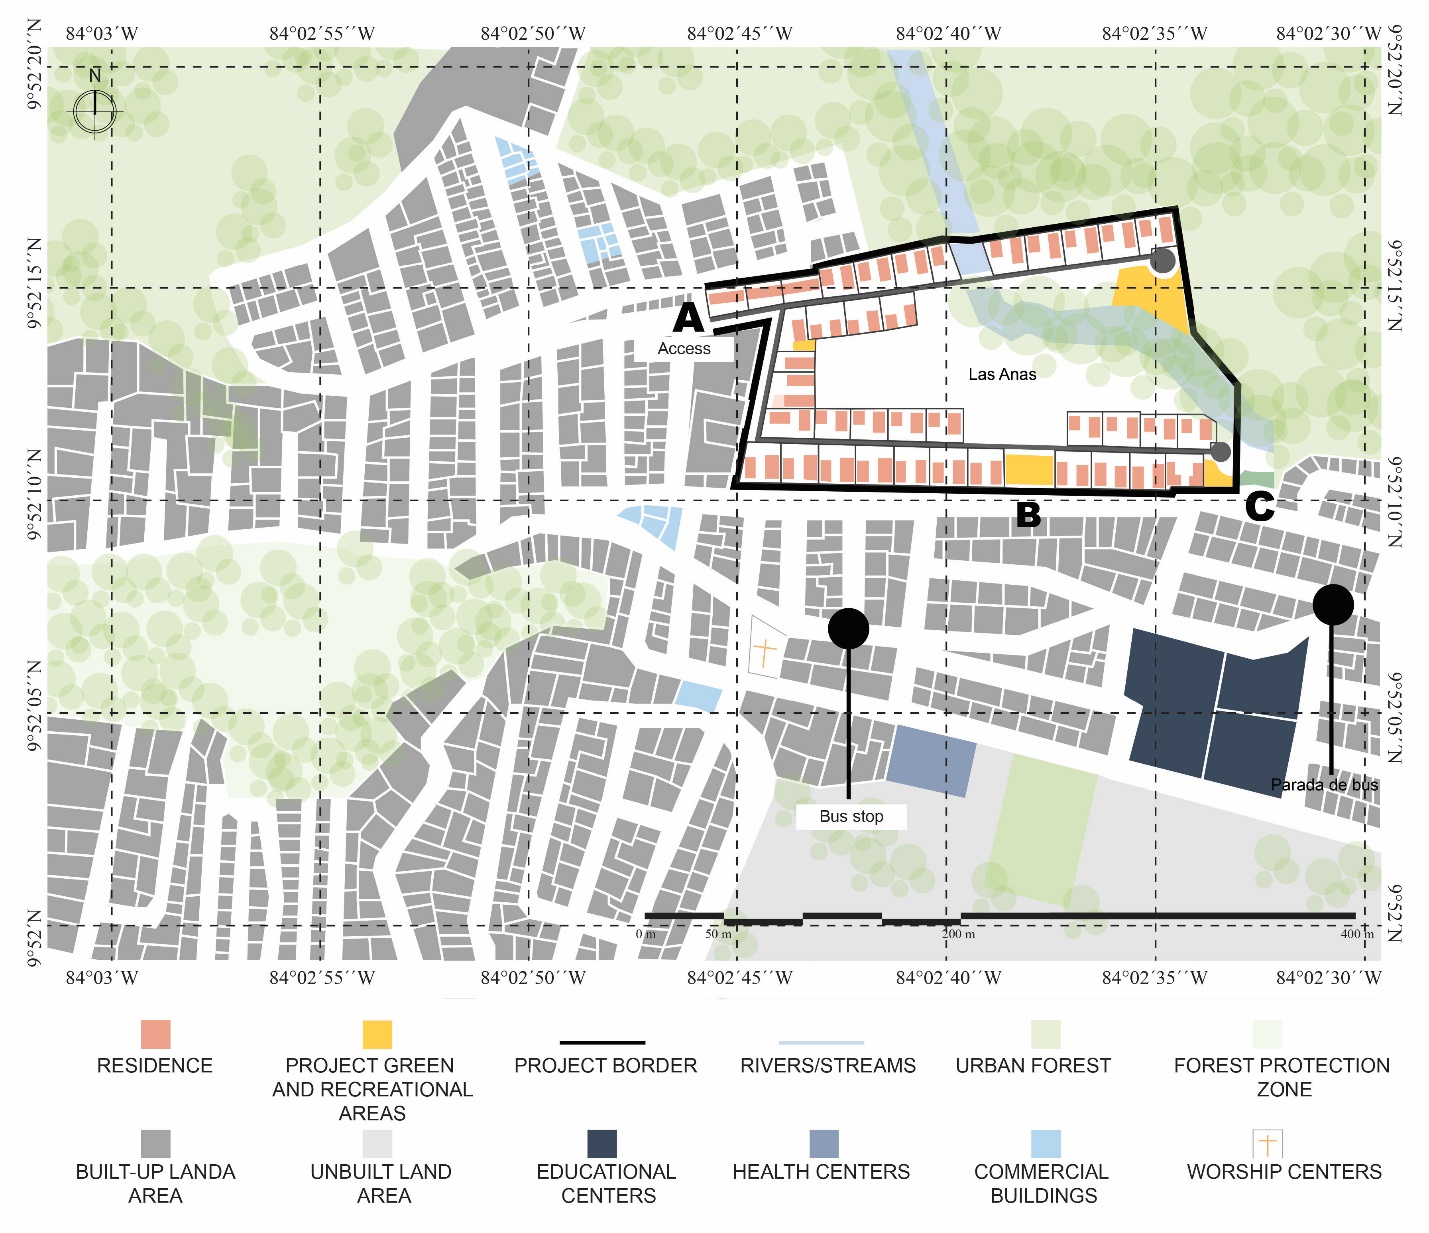 84°03´W 84°02´55´´W 84°02´50´´W 84°02´45´´W 84°02´40´´W 84°02´35´´W 84°02´30´´W
9°52´20´´N
9°52´20´´N
N
9°52´15´´N
9°52´15´´N
A
Access
Las Anas
9°52´10´´N
9°52´10´´N
B
C
9°52´05´´N
9°52´05´´N
Parada de bus
Bus stop
9°52´N
9°52´N
0 m 50 m 200 m 400 m
84°03´W 84°02´55´´W 84°02´50´´W 84°02´45´´W 84°02´40´´W 84°02´35´´W 84°02´30´´W
RESIDENCE
PROJECT GREEN
AND RECREATIONAL
AREAS
PROJECT BORDER
RIVERS/STREAMS
URBAN FOREST
FOREST PROTECTION
ZONE
BUILT-UP LANDA
AREA
UNBUILT LAND
AREA
EDUCATIONAL
CENTERS
HEALTH CENTERS
COMMERCIAL
BUILDINGS
WORSHIP CENTERS